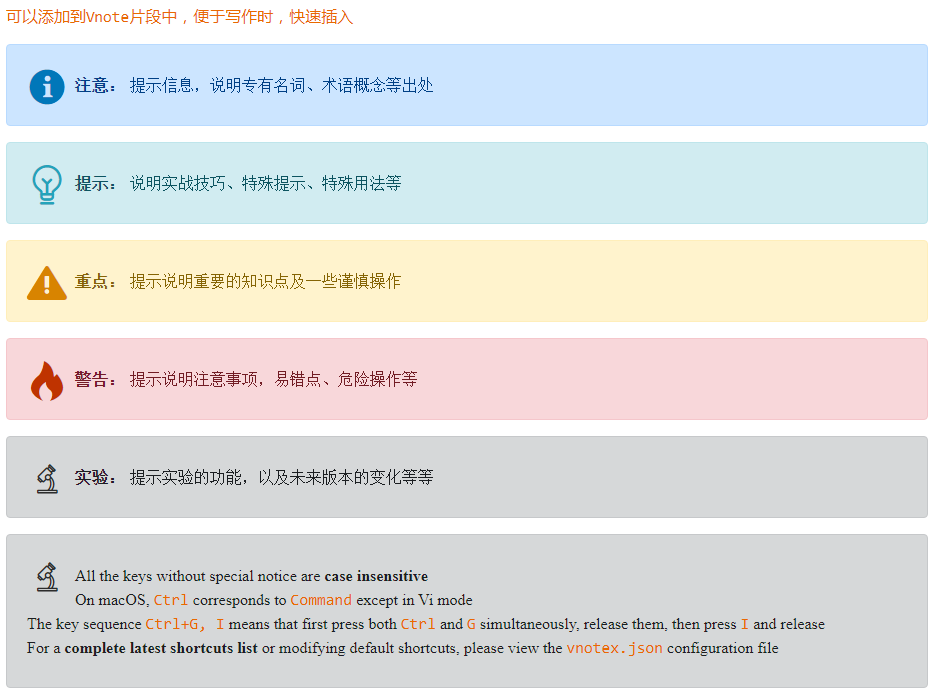 可以添加到Vnote片段中，便于写作时，快速插入
注意： 提示信息，说明专有名词、术语概念等出处
提示： 说明实战技巧、特殊提示、特殊用法等
重点： 提示说明重要的知识点及一些谨慎操作
警告： 提示说明注意事项，易错点、危险操作等
实验： 提示实验的功能，以及未来版本的变化等等
All the keys without special notice are case insensitive
On macOS, Ctrl corresponds to Command except in Vi mode
The key sequence Ctrl+G, I means that first press both Ctrl and G simultaneously, release them, then press I and release
For a complete latest shortcuts list or modifying default shortcuts, please view the vnotex.json configuration file